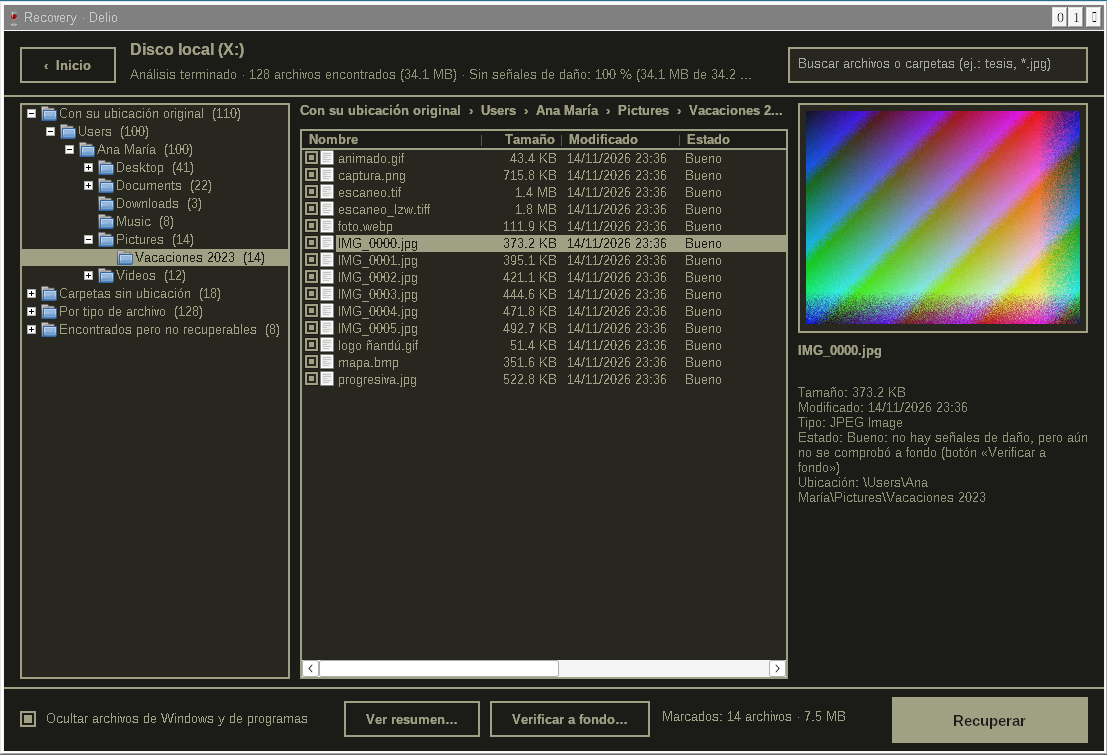 Recovery · Delio
0 1
‹ Inicio
Disco local (X:)
Análisis terminado · 128 archivos encontrados (34.1 MB) · Sin señales de daño: 100 % (34.1 MB de 34.2 ...
Buscar archivos o carpetas (ej.: tesis, *.jpg)
Con su ubicación original (110)
Users (100)
Ana María (100)
Desktop (41)
Documents (22)
Downloads (3)
Music (8)
Pictures (14)
Vacaciones 2023 (14)
Videos (12)
Carpetas sin ubicación (18)
Por tipo de archivo (128)
Encontrados pero no recuperables (8)
Con su ubicación original › Users › Ana María › Pictures › Vacaciones 2...
Nombre Tamaño Modificado Estado
animado.gif 43.4 KB 14/11/2026 23:36 Bueno
captura.png 715.8 KB 14/11/2026 23:36 Bueno
escaneo.tif 1.4 MB 14/11/2026 23:36 Bueno
escaneo_lzw.tiff 1.8 MB 14/11/2026 23:36 Bueno
foto.webp 111.9 KB 14/11/2026 23:36 Bueno
IMG_0000.jpg 373.2 KB 14/11/2026 23:36 Bueno
IMG_0001.jpg 395.1 KB 14/11/2026 23:36 Bueno
IMG_0002.jpg 421.1 KB 14/11/2026 23:36 Bueno
IMG_0003.jpg 444.6 KB 14/11/2026 23:36 Bueno
IMG_0004.jpg 471.8 KB 14/11/2026 23:36 Bueno
IMG_0005.jpg 492.7 KB 14/11/2026 23:36 Bueno
logo ñandú.gif 51.4 KB 14/11/2026 23:36 Bueno
mapa.bmp 351.6 KB 14/11/2026 23:36 Bueno
progresiva.jpg 522.8 KB 14/11/2026 23:36 Bueno
IMG_0000.jpg
Tamaño: 373.2 KB
Modificado: 14/11/2026 23:36
Tipo: JPEG Image
Estado: Bueno: no hay señales de daño, pero aún
no se comprobó a fondo (botón «Verificar a
fondo»)
Ubicación: \Users\Ana
María\Pictures\Vacaciones 2023
Ocultar archivos de Windows y de programas
Ver resumen...
Verificar a fondo...
Marcados: 14 archivos · 7.5 MB
Recuperar